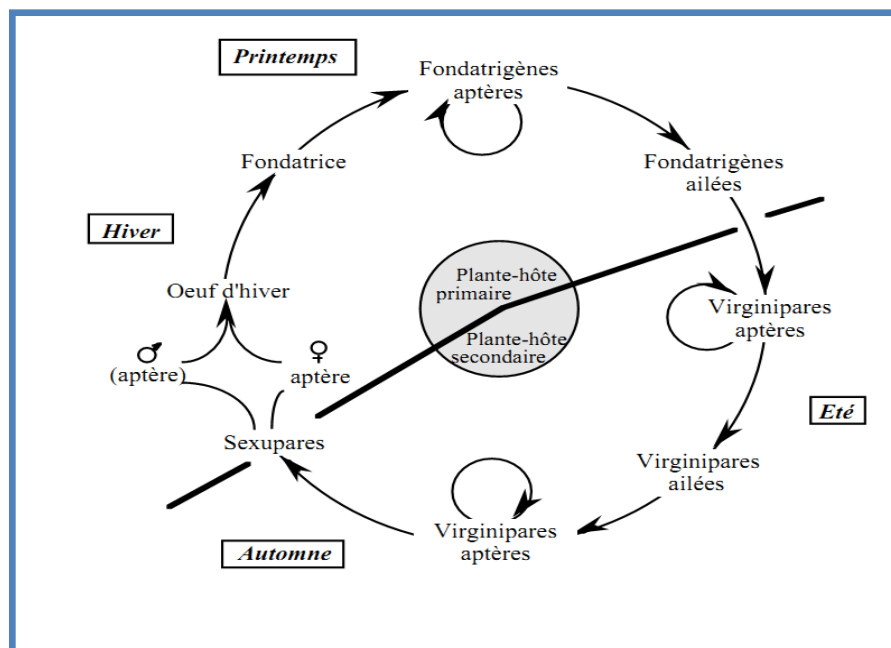 Printemps
Fondatrigènes
aptères
Fondatrice
Fondatrigènes
ailées
Hiver
Plante-hôte
primaire
Oeuf d'hiver
Virginipares
aptères
Plante-hôte
secondaire
♂
(aptère)
♀
aptère
Eté
Sexupares
Virginipares
ailées
Virginipares
aptères
Automne